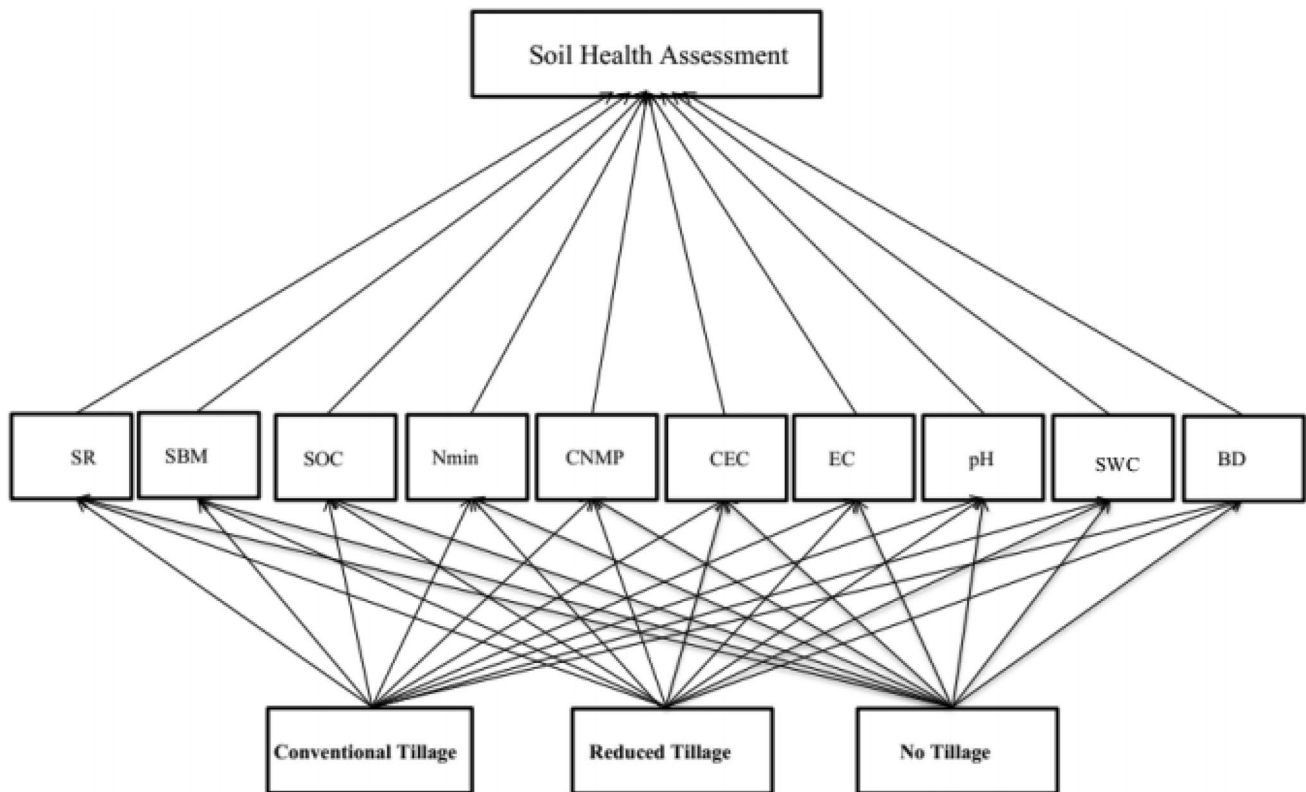 Soil Health Assessment
SR
SBM
SOC
Nmin
CNMP
CEC
EC
pH
SWC
BD
Conventional Tillage
Reduced Tillage
No Tillage